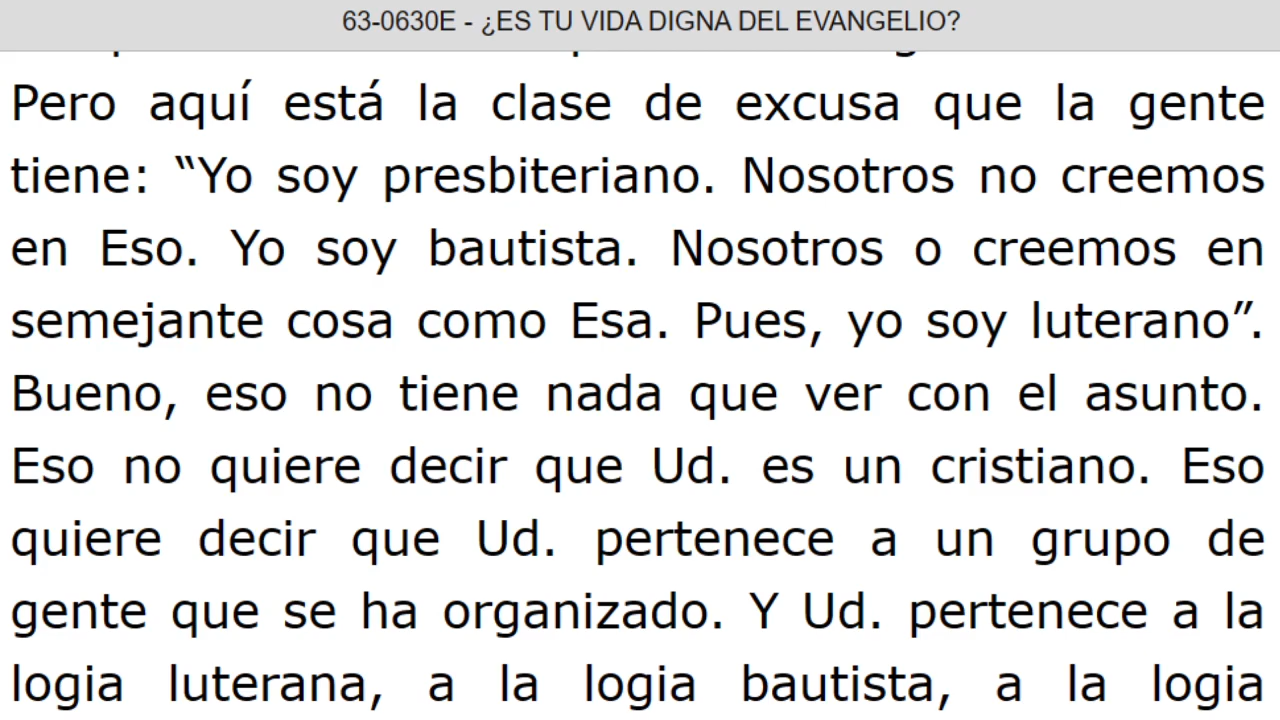 63-0630E - ¿ES TU VIDA DIGNA DEL EVANGELIO?
Pero aquí está la clase de excusa que la gente
tiene: “Yo soy presbiteriano. Nosotros no creemos
en Eso. Yo soy bautista. Nosotros o creemos en
semejante cosa como Esa. Pues, yo soy luterano”.
Bueno, eso no tiene nada que ver con el asunto.
Eso no quiere decir que Ud. es un cristiano. Eso
quiere decir que Ud. pertenece a un grupo de
gente que se ha organizado. Y Ud. pertenece a la
logia luterana, a la logia bautista, a la logia